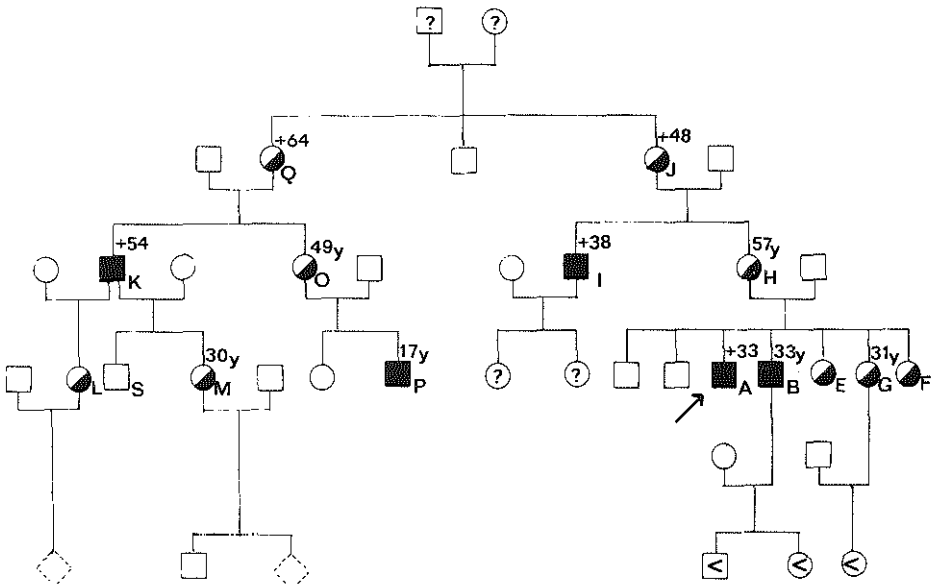 ? ?
+64 +48
Q J
+54 49y +38 57y
K O I H
30y 17y +33 33y 31y
L S M P ? ? A B E G F
< < <